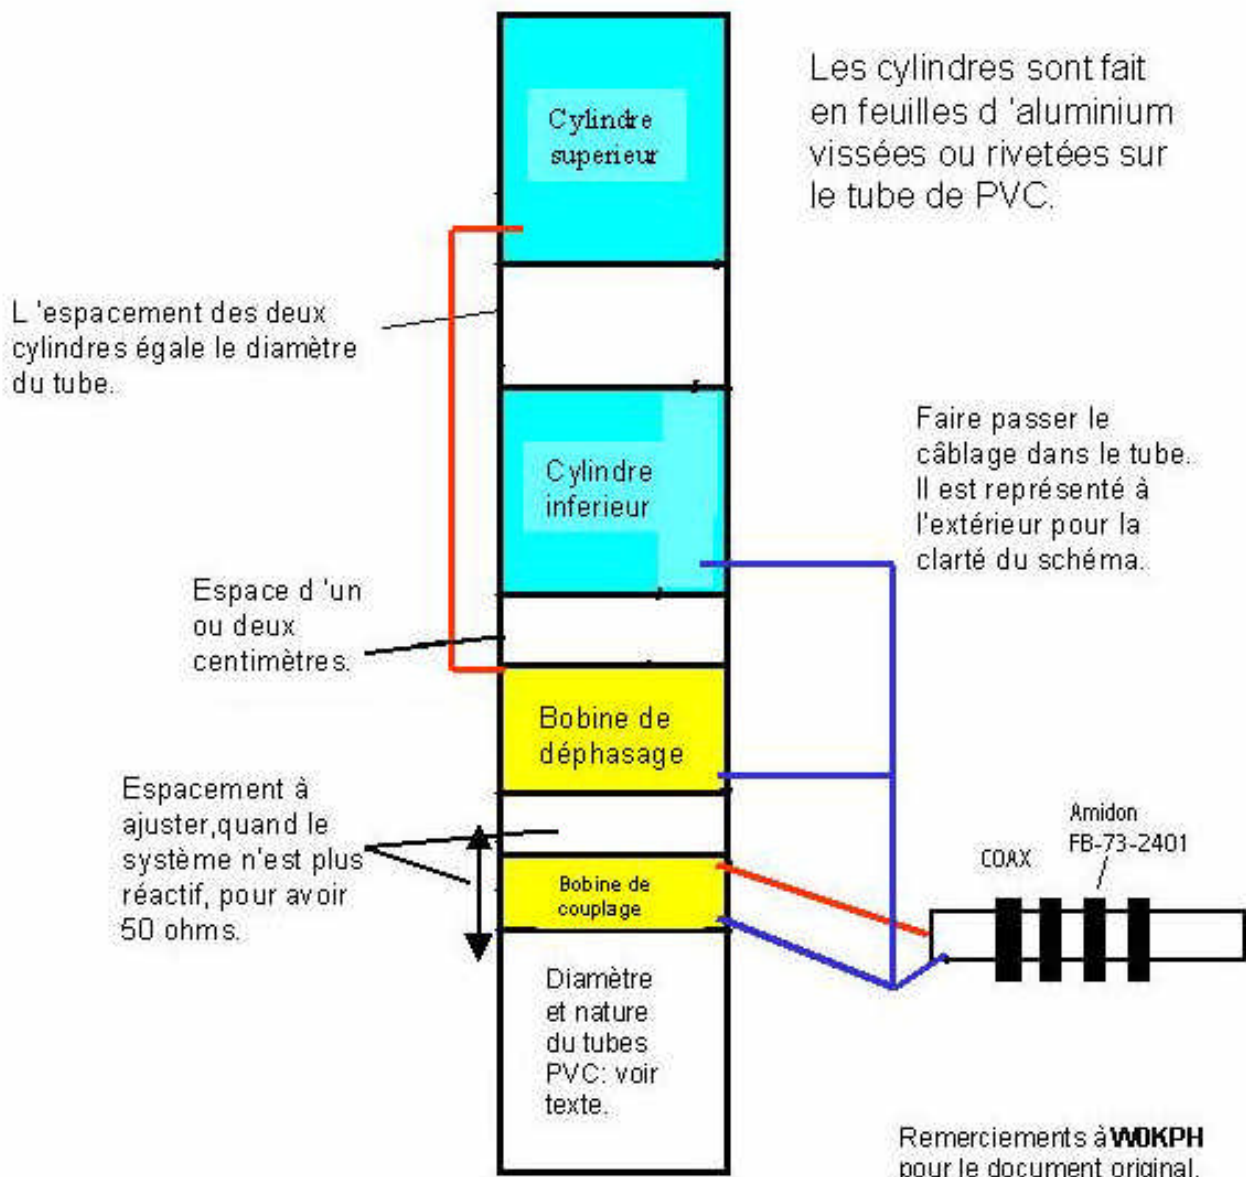 Les cylindres sont fait
en feuilles d 'aluminium
vissées ou rivetées sur
le tube de PVC.
Cylindre
superieur
L 'espacement des deux
cylindres égale le diamètre
du tube.
Faire passer le
câblage dans le tube.
Il est représenté à
l'extérieur pour la
clarté du schéma.
Cylindre
inferieur
Espace d 'un
ou deux
centimètres.
Bobine de
déphasage
Espacement à
ajuster,quand le
système n'est plus
réactif, pour avoir
50 ohms.
Amidon
FB-73-2401
COAX
Bobine de
couplage
Diamètre
et nature
du tubes
PVC: voir
texte.
Remerciements à W0KPH
pour le document original.